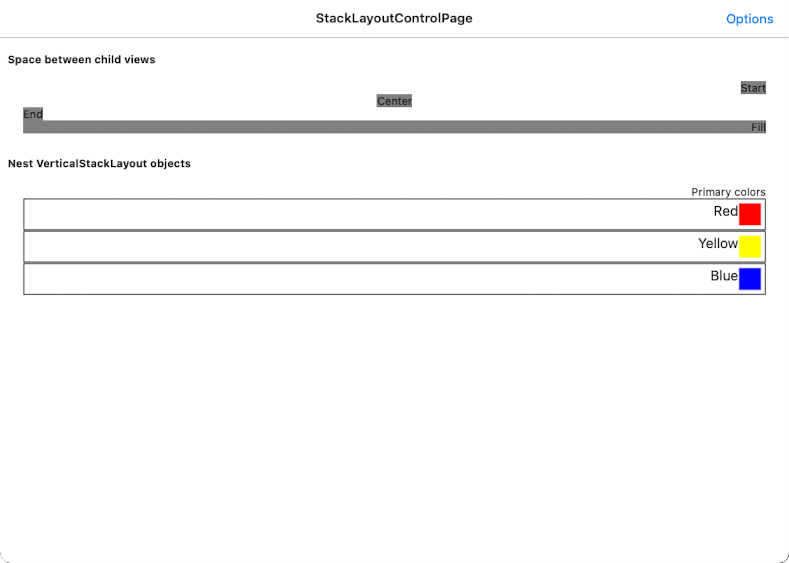 StackLayoutControlPage
Options
Space between child views
Start
Center
End
Fill
Nest VerticalStackLayout objects
Primary colors
Red
Yellow
Blue